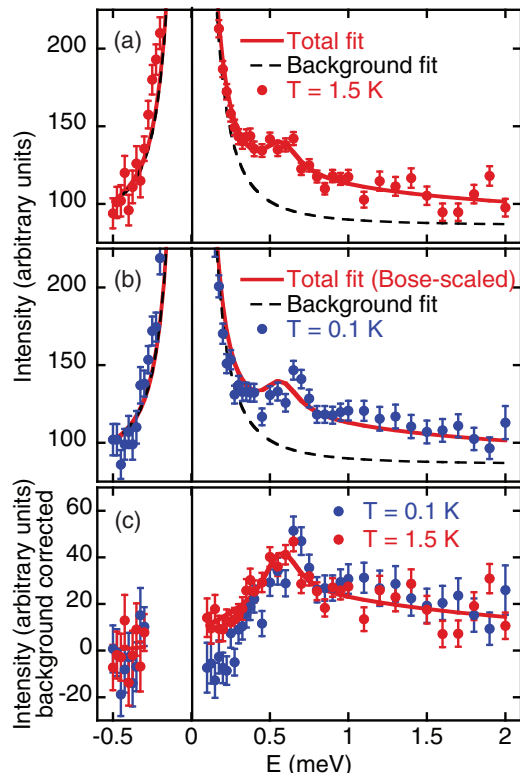 200
150
100
Intensity (arbitrary units)
(a)
Total fit
Background fit
T = 1.5 K
200
150
100
(b)
Total fit (Bose-scaled)
Background fit
T = 0.1 K
60
40
20
0
-20
Intensity (arbitrary units)
background corrected
(c)
T = 0.1 K
T = 1.5 K
-0.5
0
0.5
1
1.5
2
E (meV)